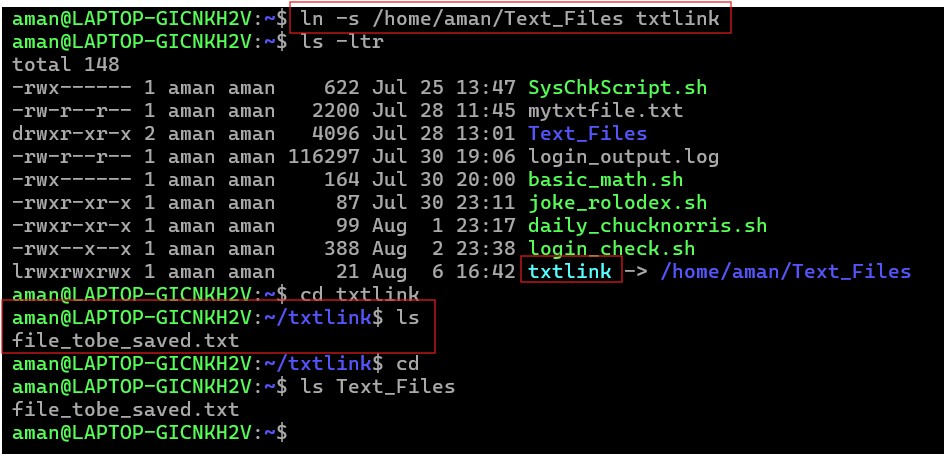 aman@LAPTOP-GICNKH2V:~$ ln -s /home/aman/Text_Files txtlink
aman@LAPTOP-GICNKH2V:~$ ls -ltr
total 148
-rwx------ 1 aman aman    622 Jul 25 13:47 SysChkScript.sh
-rw-r--r-- 1 aman aman   2200 Jul 28 11:45 mytxtfile.txt
drwxr-xr-x 2 aman aman   4096 Jul 28 13:01 Text_Files
-rw-r--r-- 1 aman aman 116297 Jul 30 19:06 login_output.log
-rwx------ 1 aman aman    164 Jul 30 20:00 basic_math.sh
-rwxr-xr-x 1 aman aman     87 Jul 30 23:11 joke_rolodex.sh
-rwxr-xr-x 1 aman aman     99 Aug  1 23:17 daily_chucknorris.sh
-rwx--x--x 1 aman aman    388 Aug  2 23:38 login_check.sh
lrwxrwxrwx 1 aman aman     21 Aug  6 16:42 txtlink -> /home/aman/Text_Files
aman@LAPTOP-GICNKH2V:~$ cd txtlink
aman@LAPTOP-GICNKH2V:~/txtlink$ ls
file_tobe_saved.txt
aman@LAPTOP-GICNKH2V:~/txtlink$ cd
aman@LAPTOP-GICNKH2V:~$ ls Text_Files
file_tobe_saved.txt
aman@LAPTOP-GICNKH2V:~$